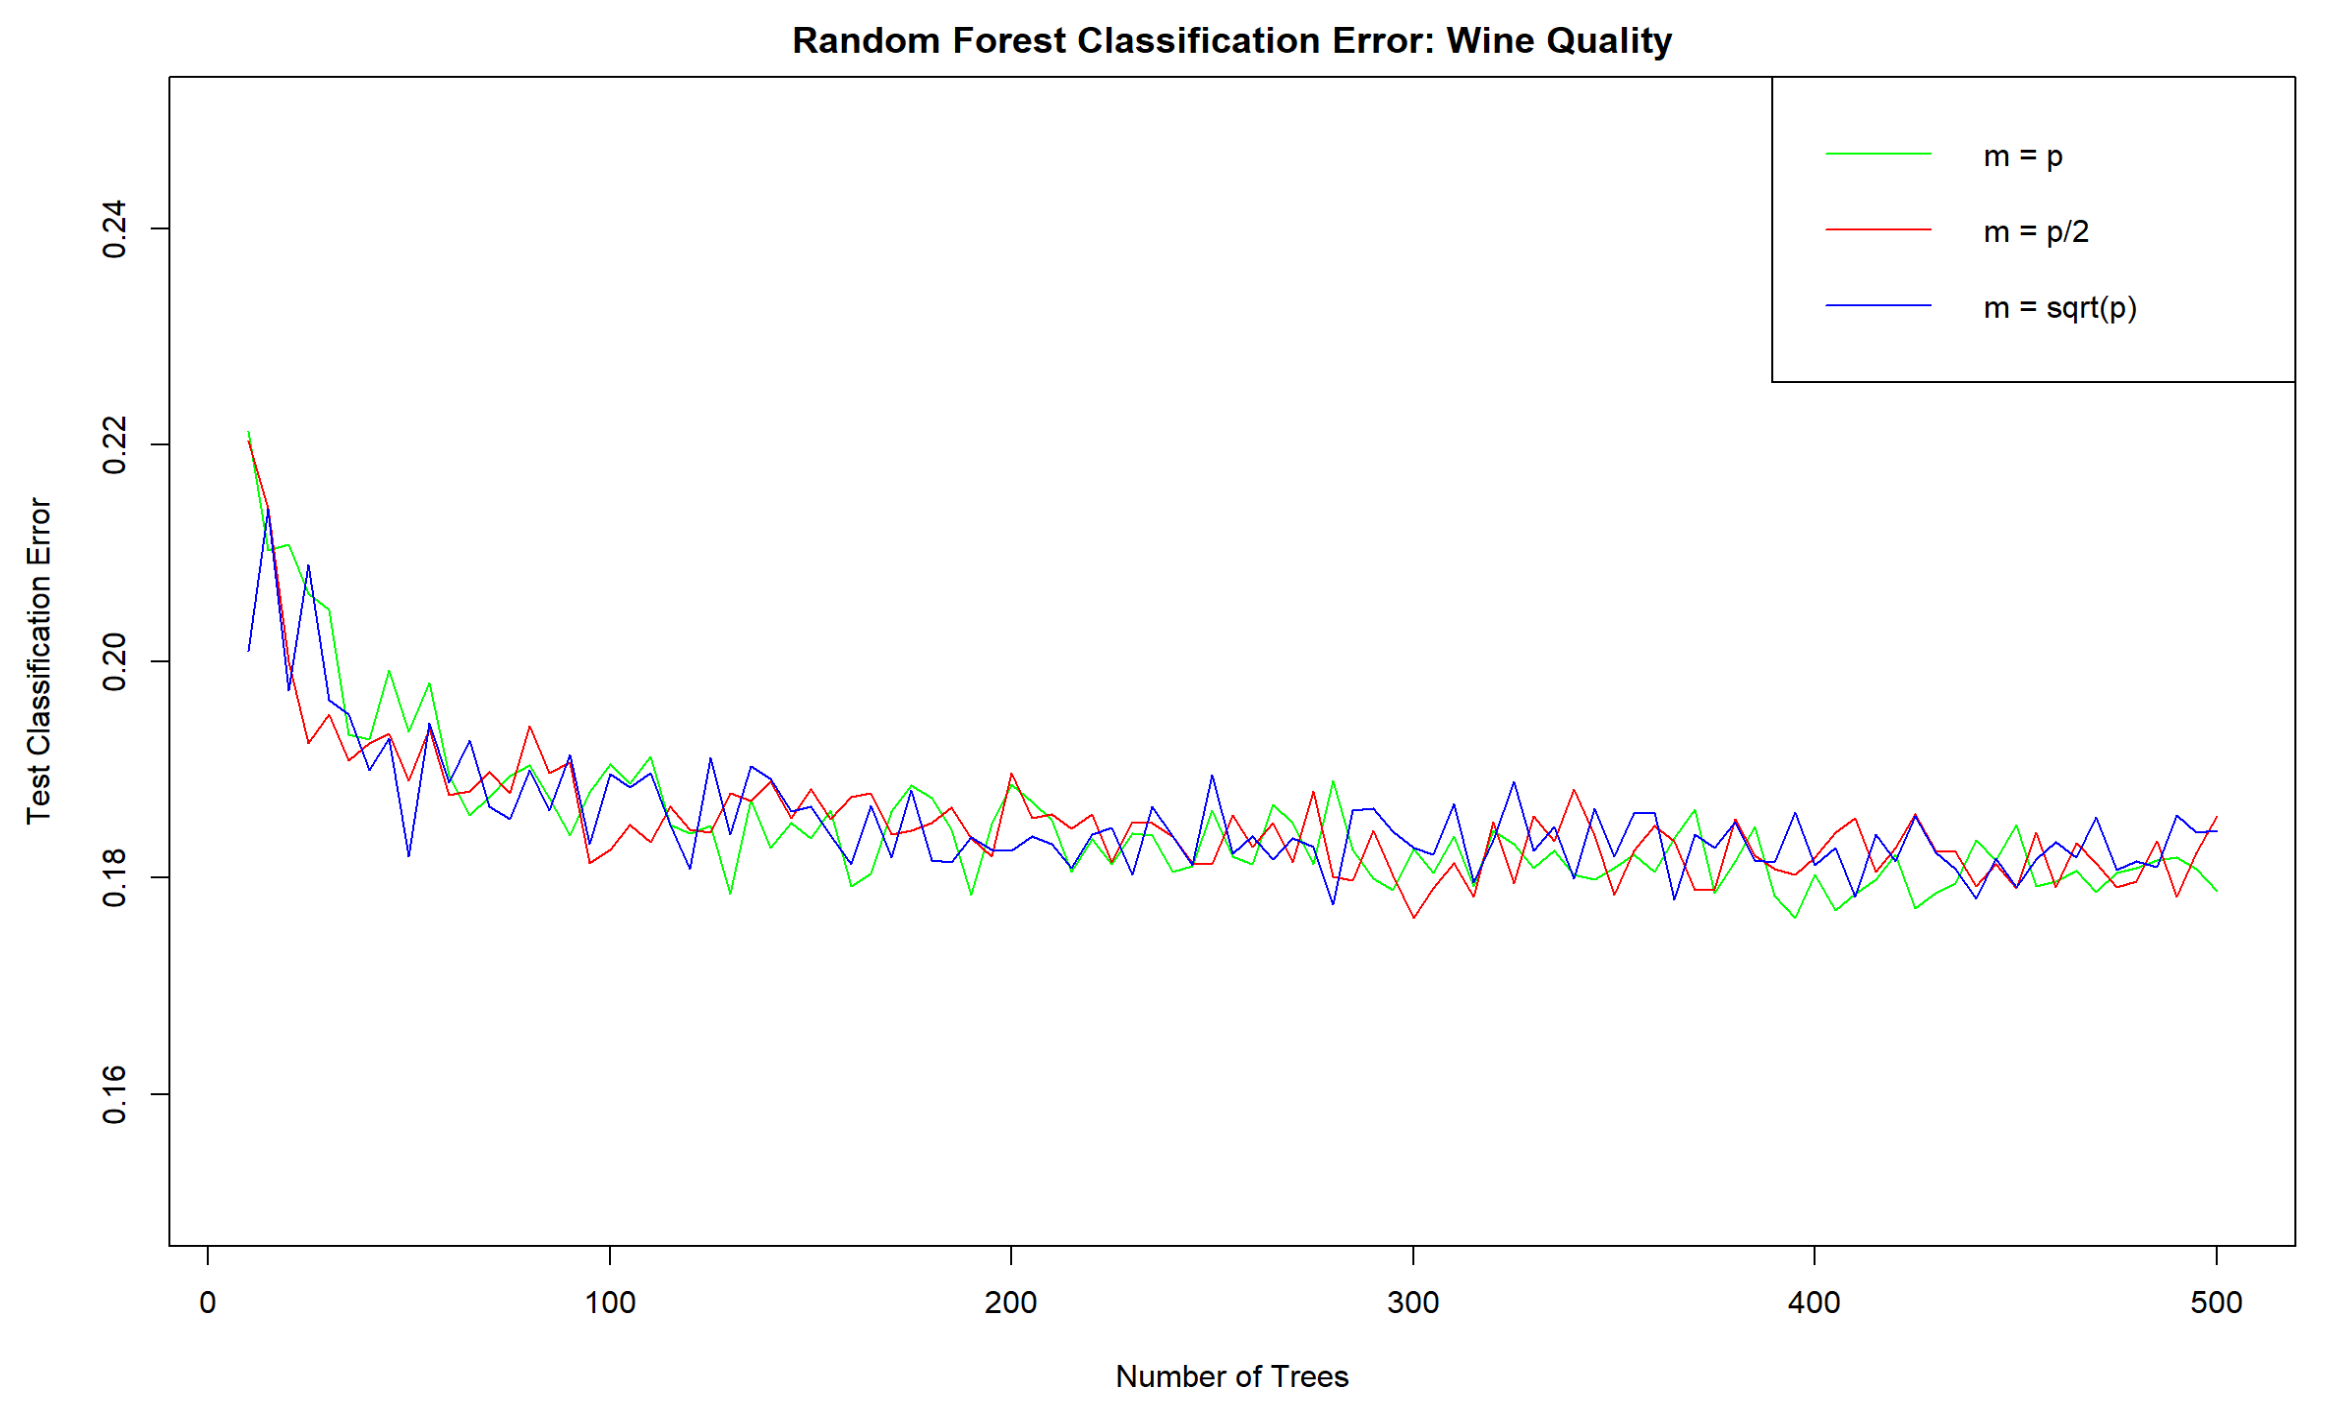 Random Forest Classification Error: Wine Quality
m = p
m = p/2
m = sqrt(p)
Test Classification Error
0.24
0.22
0.20
0.18
0.16
0 100 200 300 400 500
Number of Trees